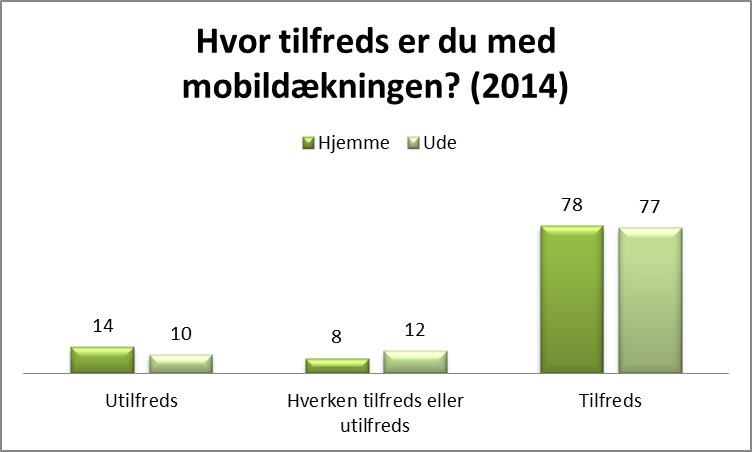 Hvor tilfreds er du med
mobildækningen? (2014)
Hjemme Ude
14 10 8 12 78 77
Utilfreds Hverken tilfreds eller Tilfreds
utilfreds